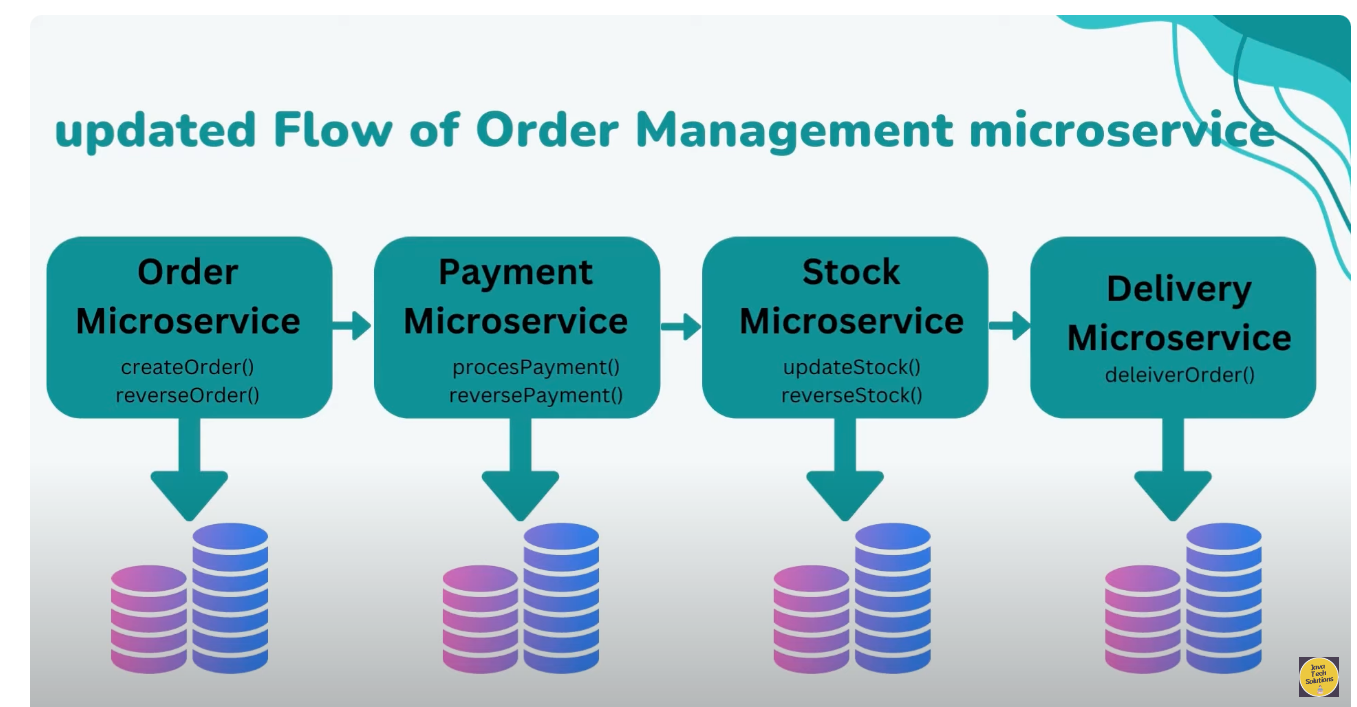 updated Flow of Order Management microservice
Order
Microservice
createOrder()
reverseOrder()
Payment
Microservice
procesPayment()
reversePayment()
Stock
Microservice
updateStock()
reverseStock()
Delivery
Microservice
deleiverOrder()
Java
Tech
Solutions